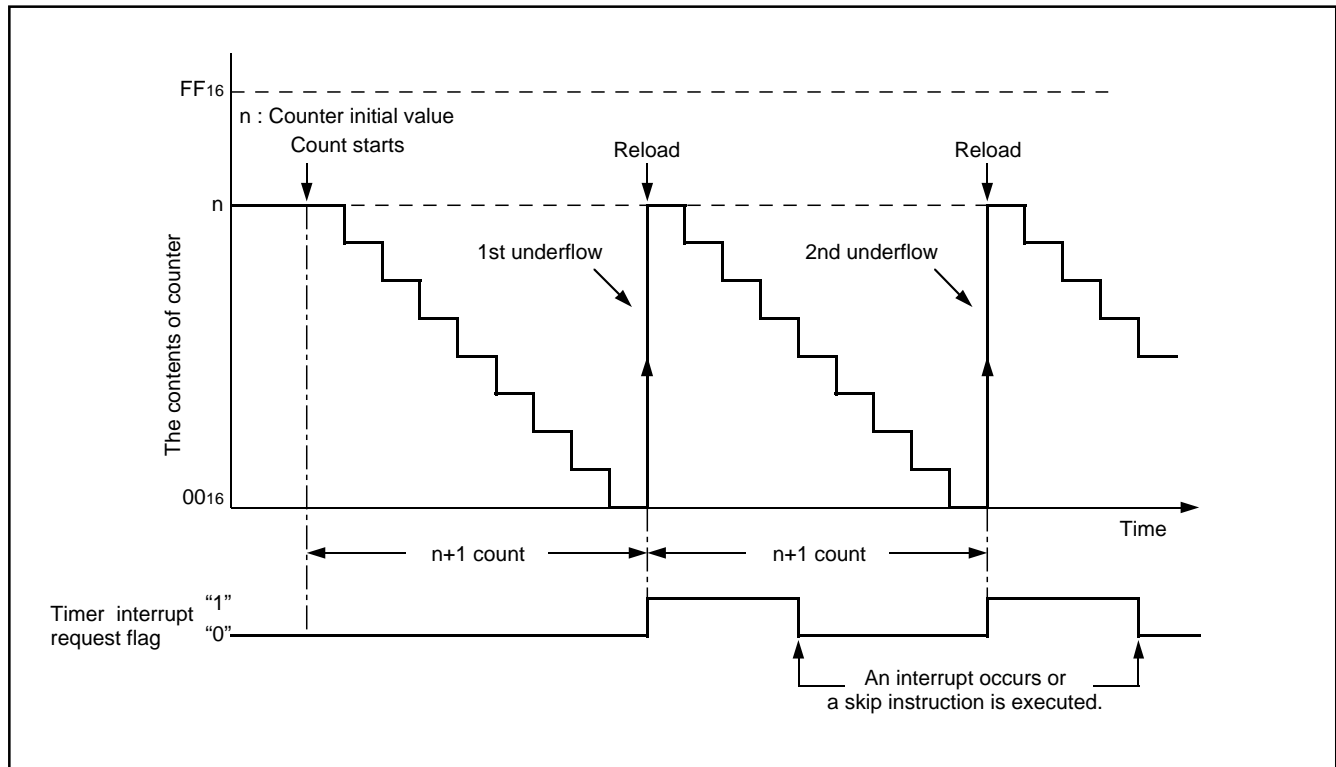 FF16
n : Counter initial value
Count starts
Reload
Reload
n
1st underflow
2nd underflow
The contents of counter
0016
Time
n+1 count
n+1 count
Timer interrupt
request flag
“1”
“0”
An interrupt occurs or
a skip instruction is executed.